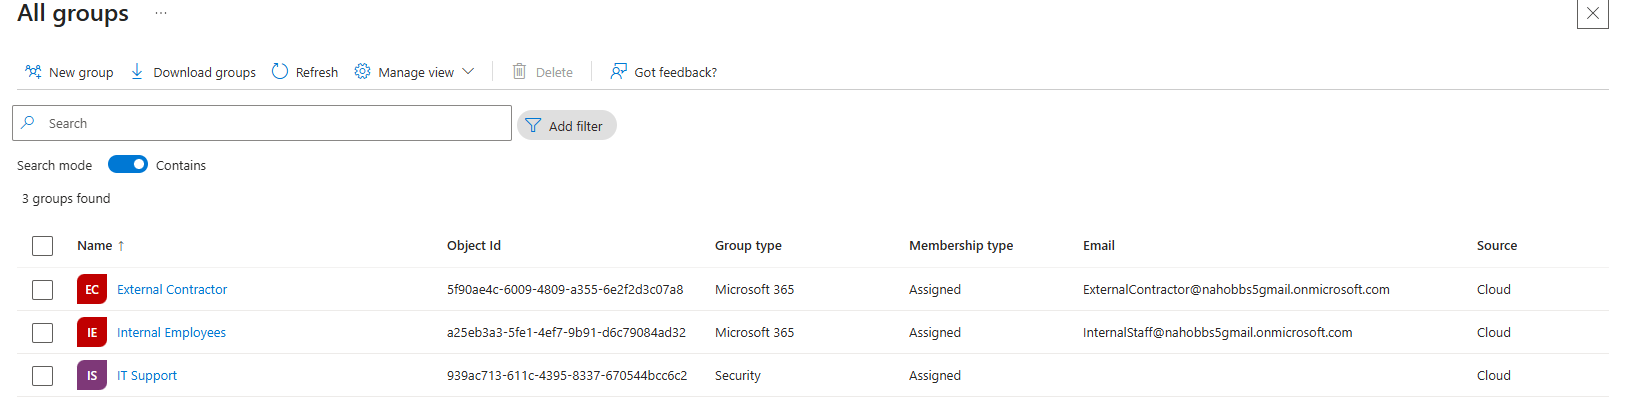 All groups ...
New group Download groups Refresh Manage view Delete Got feedback?
Search Add filter
Search mode Contains
3 groups found
Name ↑ Object Id Group type Membership type Email Source
EC External Contractor 5f90ae4c-6009-4809-a355-6e2f2d3c07a8 Microsoft 365 Assigned ExternalContractor@nahobbs5gmail.onmicrosoft.com Cloud
IE Internal Employees a25eb3a3-5fe1-4ef7-9b91-d6c79084ad32 Microsoft 365 Assigned InternalStaff@nahobbs5gmail.onmicrosoft.com Cloud
IS IT Support 939ac713-611c-4395-8337-670544bcc6c2 Security Assigned Cloud